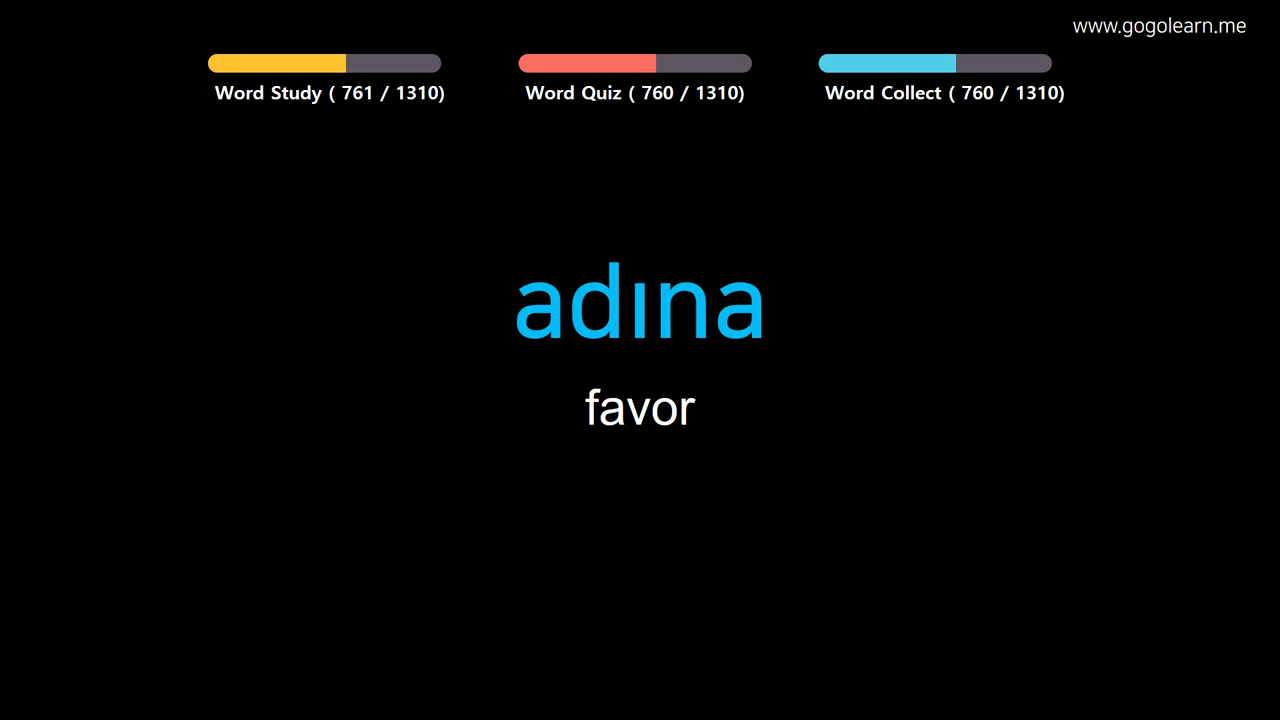 www.gogolearn.me
Word Study ( 761 / 1310)
Word Quiz ( 760 / 1310)
Word Collect ( 760 / 1310)
adına
favor